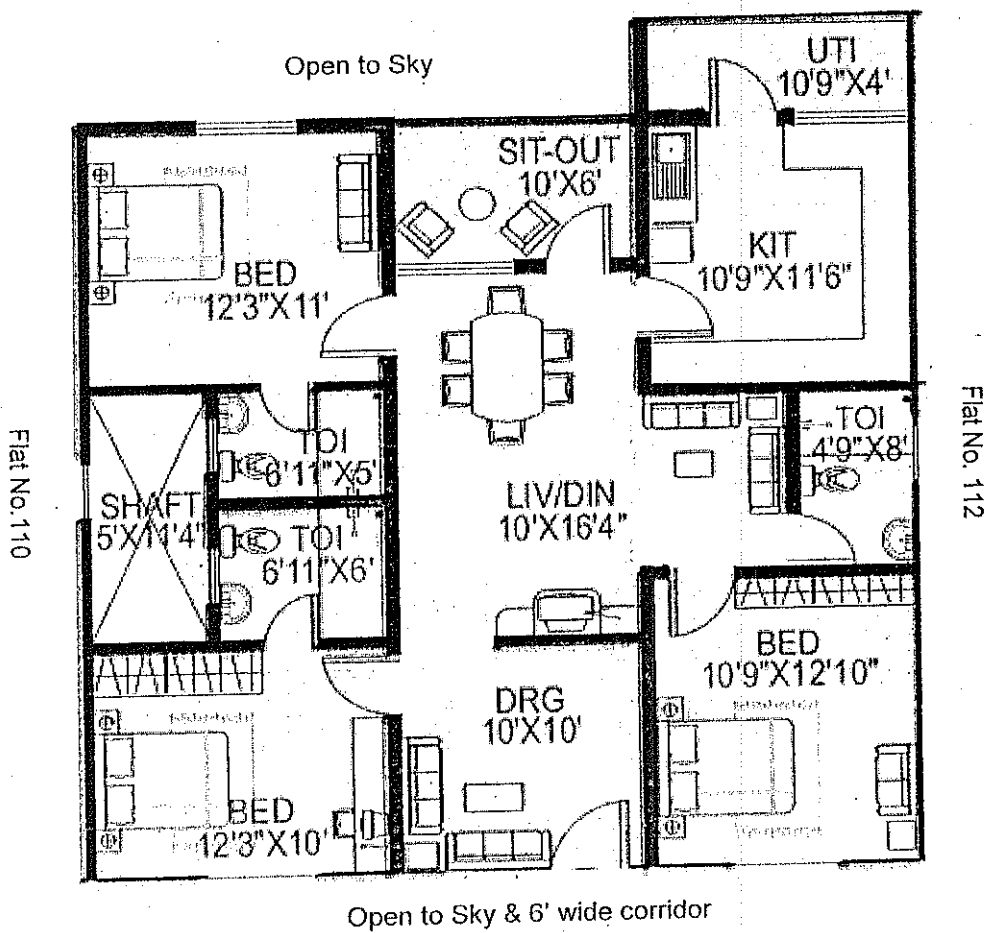 Open to Sky
UTI
10'9"X4'
SIT-OUT
10'X6'
KIT
10'9"X11'6"
BED
12'3"X11'
Flat No.110
SHAFT
5'X11'4"
TOI
6'11"X5'
TOI
6'11"X6'
LIV/DIN
10'X16'4"
TOI
4'9"X8'
Flat No. 112
BED
12'3"X10'
DRG
10'X10'
BED
10'9"X12'10"
Open to Sky & 6' wide corridor